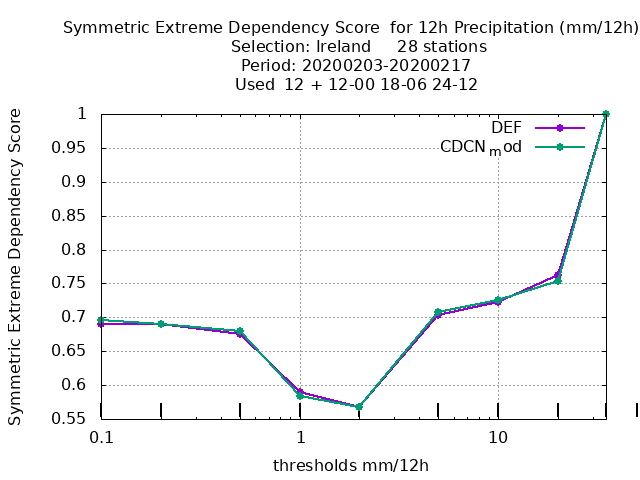 Symmetric Extreme Dependency Score  for 12h Precipitation (mm/12h)
Selection: Ireland     28 stations
Period: 20200203-20200217
Used  12 + 12-00 18-06 24-12
Symmetric Extreme Dependency Score
1
0.95
0.9
0.85
0.8
0.75
0.7
0.65
0.6
0.55
DEF
CDCNmod
0.1
1
10
thresholds mm/12h